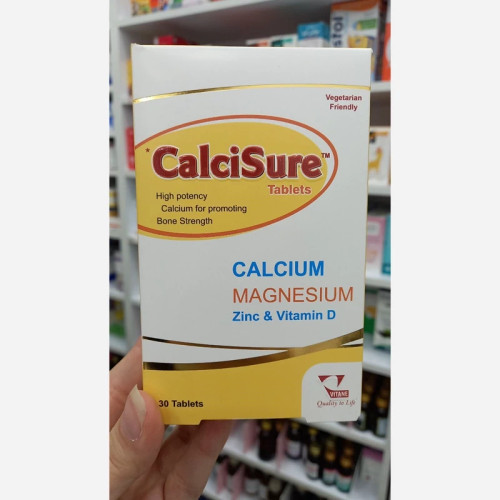 Vegetarian
Friendly
*CalciSure™
Tablets
High potency
Calcium for promoting
Bone Strength
CALCIUM
MAGNESIUM
Zinc & Vitamin D
30 Tablets
VITANE
Quality to Life